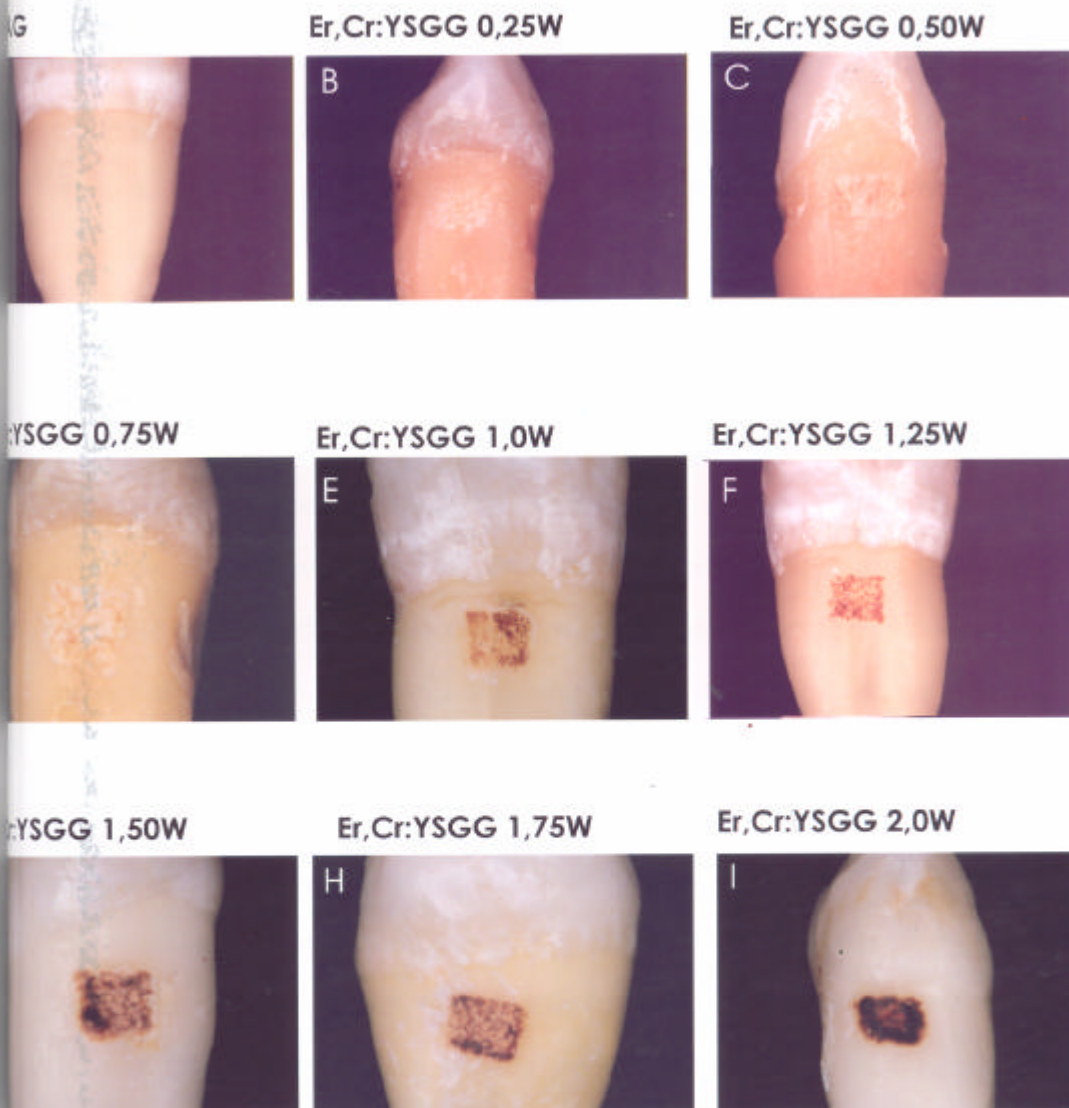 Er,Cr:YSGG 0,25W
Er,Cr:YSGG 0,50W
B
C
:YSGG 0,75W
Er,Cr:YSGG 1,0W
Er,Cr:YSGG 1,25W
E
F
:YSGG 1,50W
Er,Cr:YSGG 1,75W
Er,Cr:YSGG 2,0W
H
I